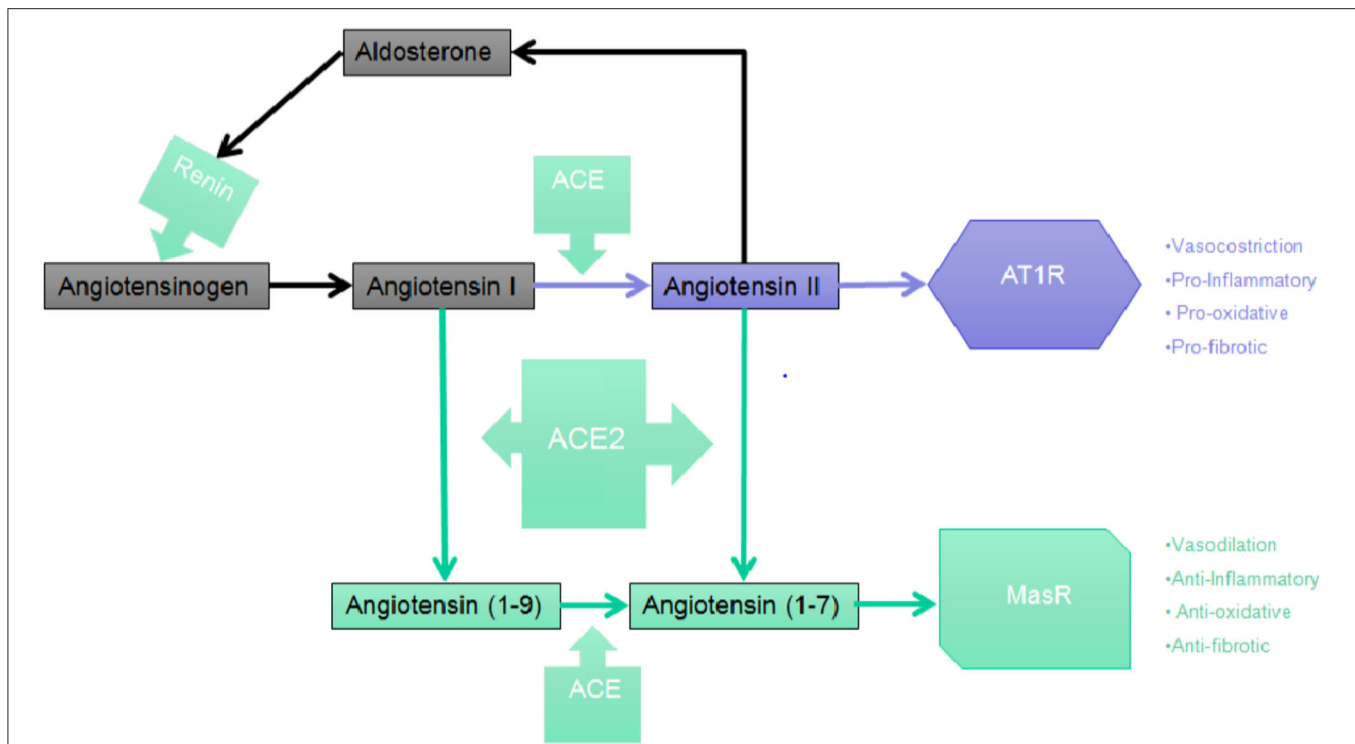 Aldosterone
Renin
ACE
Angiotensinogen
Angiotensin I
Angiotensin II
AT1R
•Vasocostriction
•Pro-Inflammatory
• Pro-oxidative
•Pro-fibrotic
ACE2
Angiotensin (1-9)
Angiotensin (1-7)
MasR
•Vasodilation
•Anti-Inflammatory
• Anti-oxidative
•Anti-fibrotic
ACE